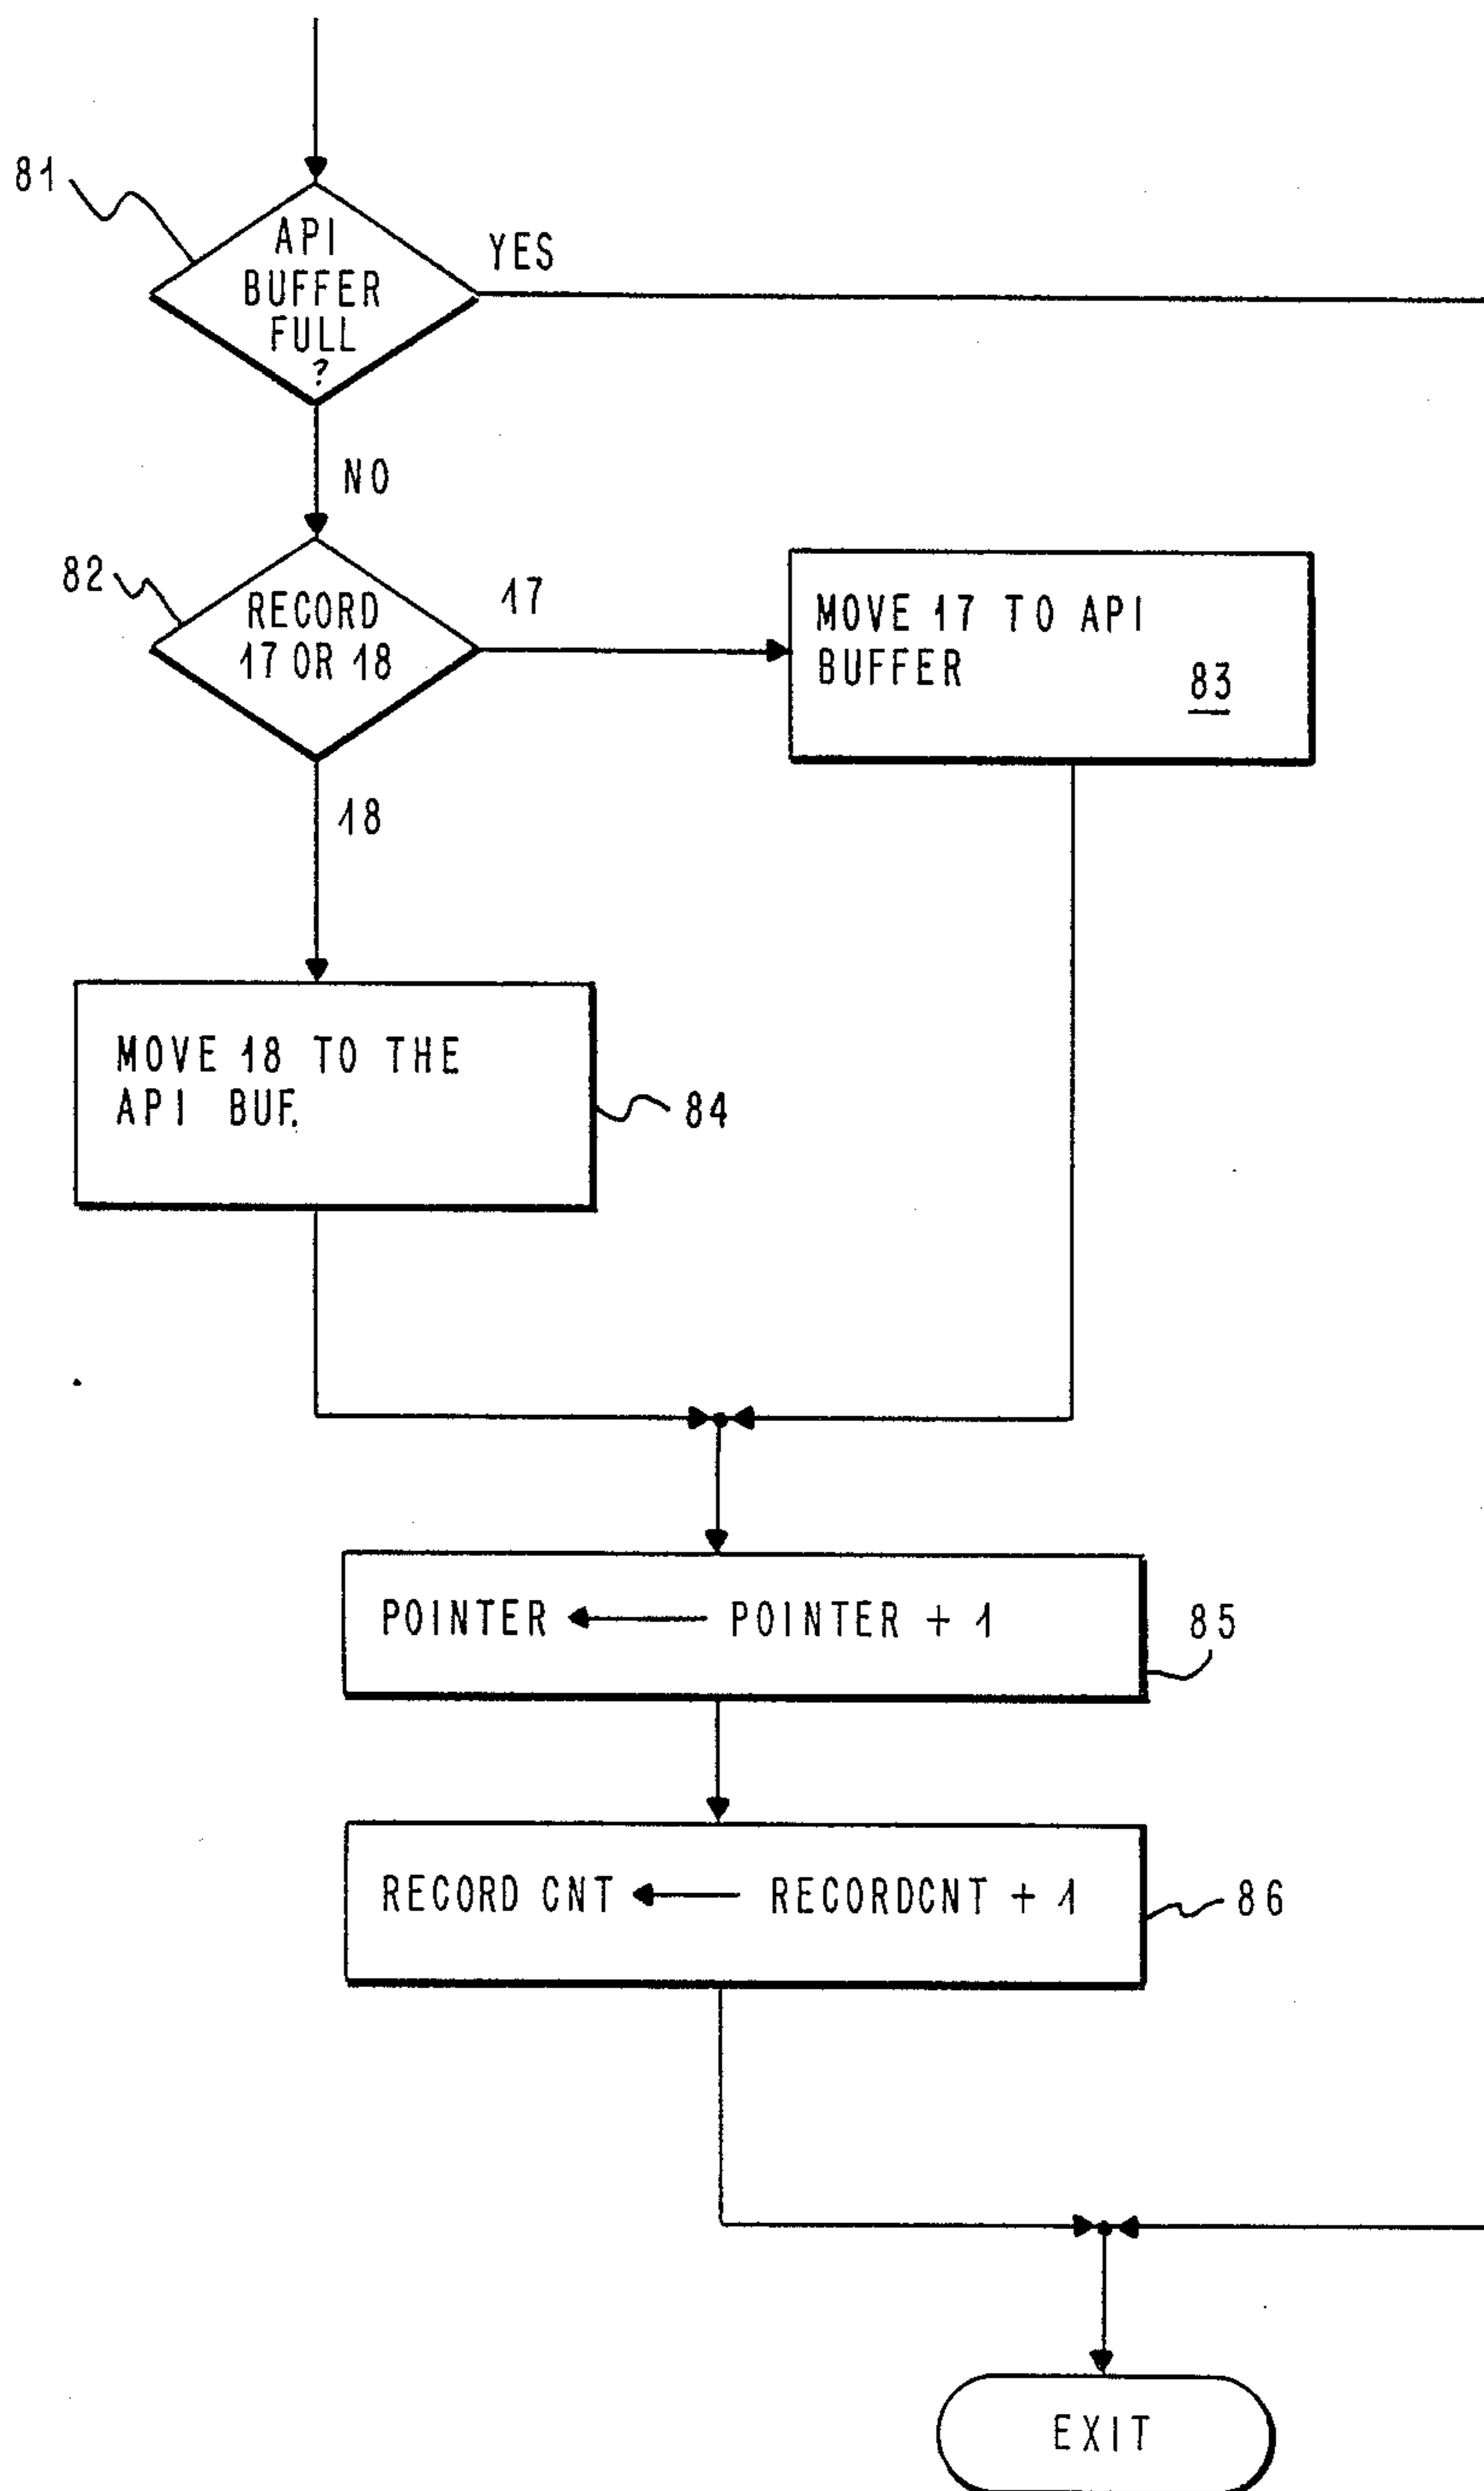 81
API
BUFFER
FULL
?
YES
NO
82
RECORD
17 OR 18
17
MOVE 17 TO API
BUFFER
83
18
MOVE 18 TO THE
API BUF.
84
POINTER ← POINTER + 1
85
RECORD CNT ← RECORDCNT + 1
86
EXIT